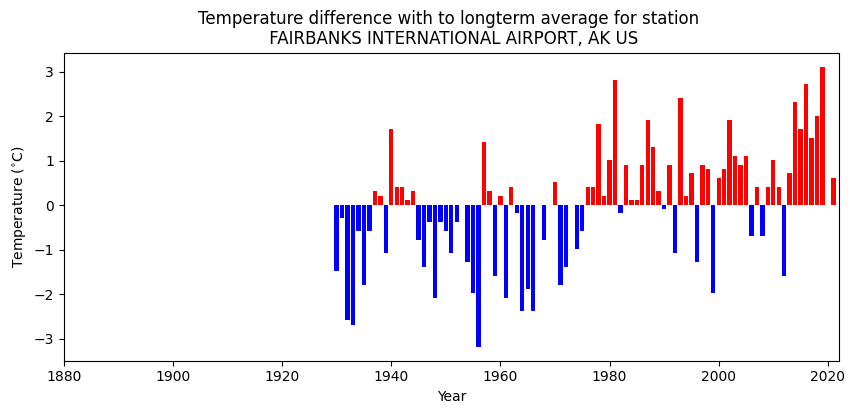 Temperature difference with to longterm average for station
FAIRBANKS INTERNATIONAL AIRPORT, AK US
Temperature (°C)
3
2
1
0
−1
−2
−3
1880 1900 1920 1940 1960 1980 2000 2020
Year